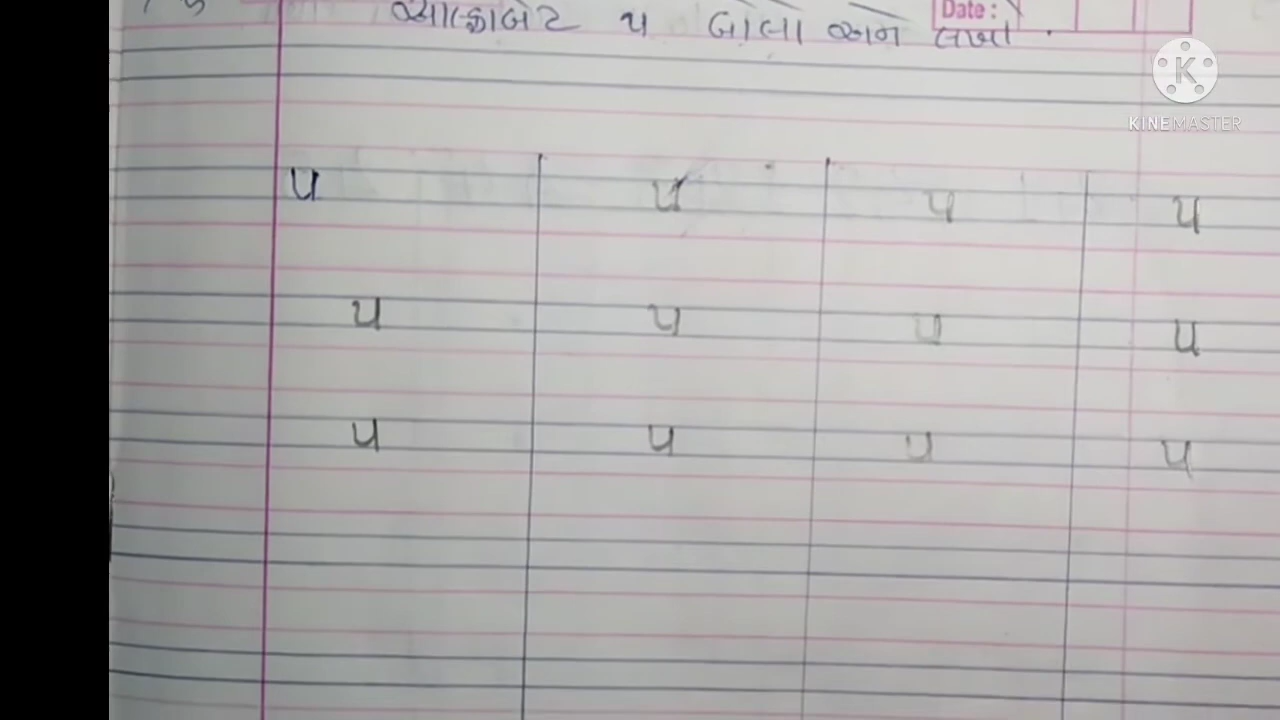 આલ્ફાબેટ પ બોલો અને લખો.
Date :
KINEMASTER
પ પ પ પ
પ પ પ પ
પ પ પ પ